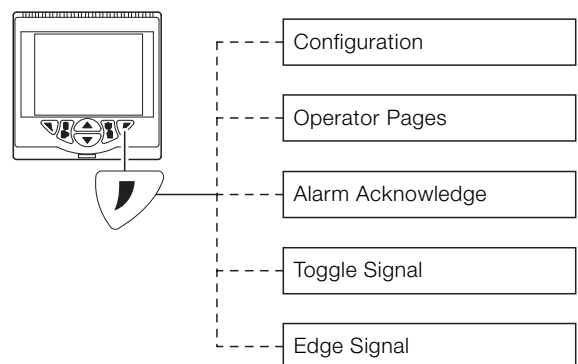 Configuration
Operator Pages
Alarm Acknowledge
Toggle Signal
Edge Signal